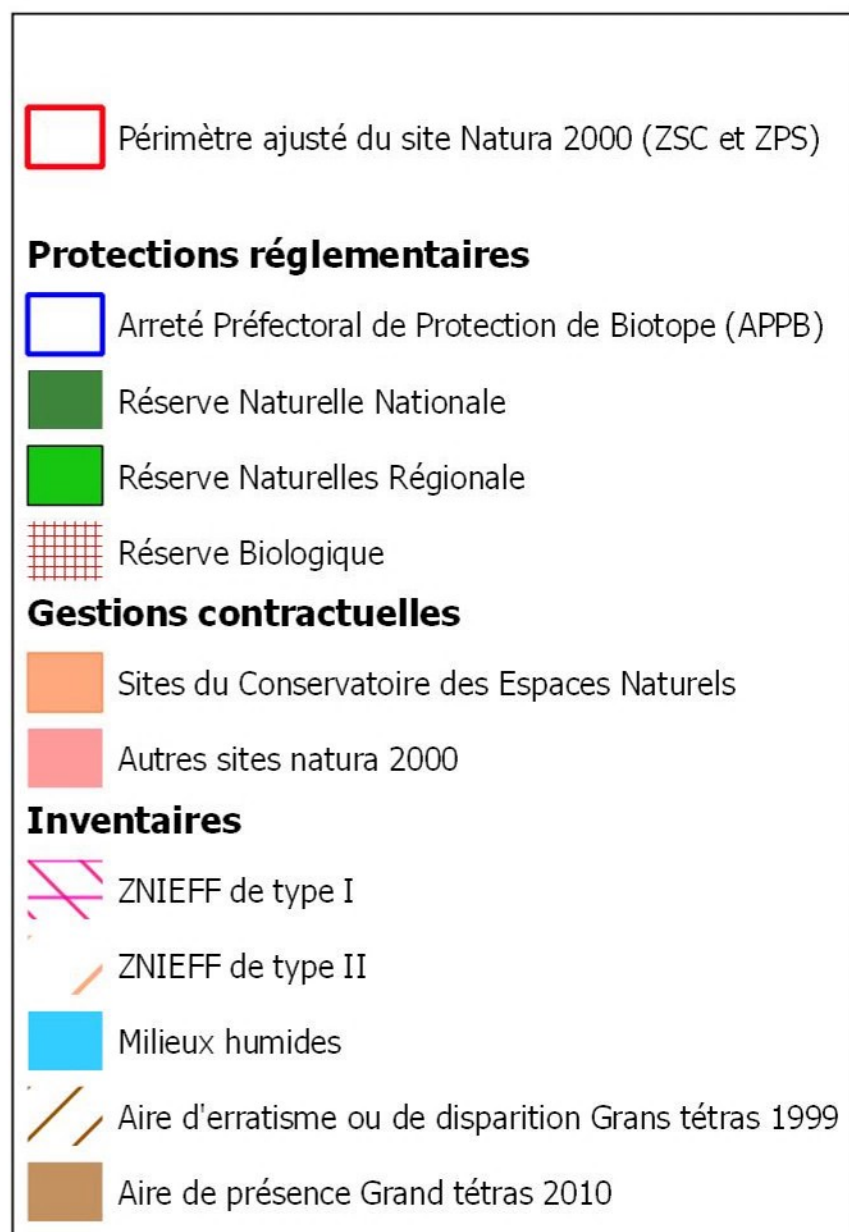 Périmètre ajusté du site Natura 2000 (ZSC et ZPS)
Protections réglementaires
Arreté Préfectoral de Protection de Biotope (APPB)
Réserve Naturelle Nationale
Réserve Naturelles Régionale
Réserve Biologique
Gestions contractuelles
Sites du Conservatoire des Espaces Naturels
Autres sites natura 2000
Inventaires
ZNIEFF de type I
ZNIEFF de type II
Milieux humides
Aire d'erratisme ou de disparition Grans tétras 1999
Aire de présence Grand tétras 2010